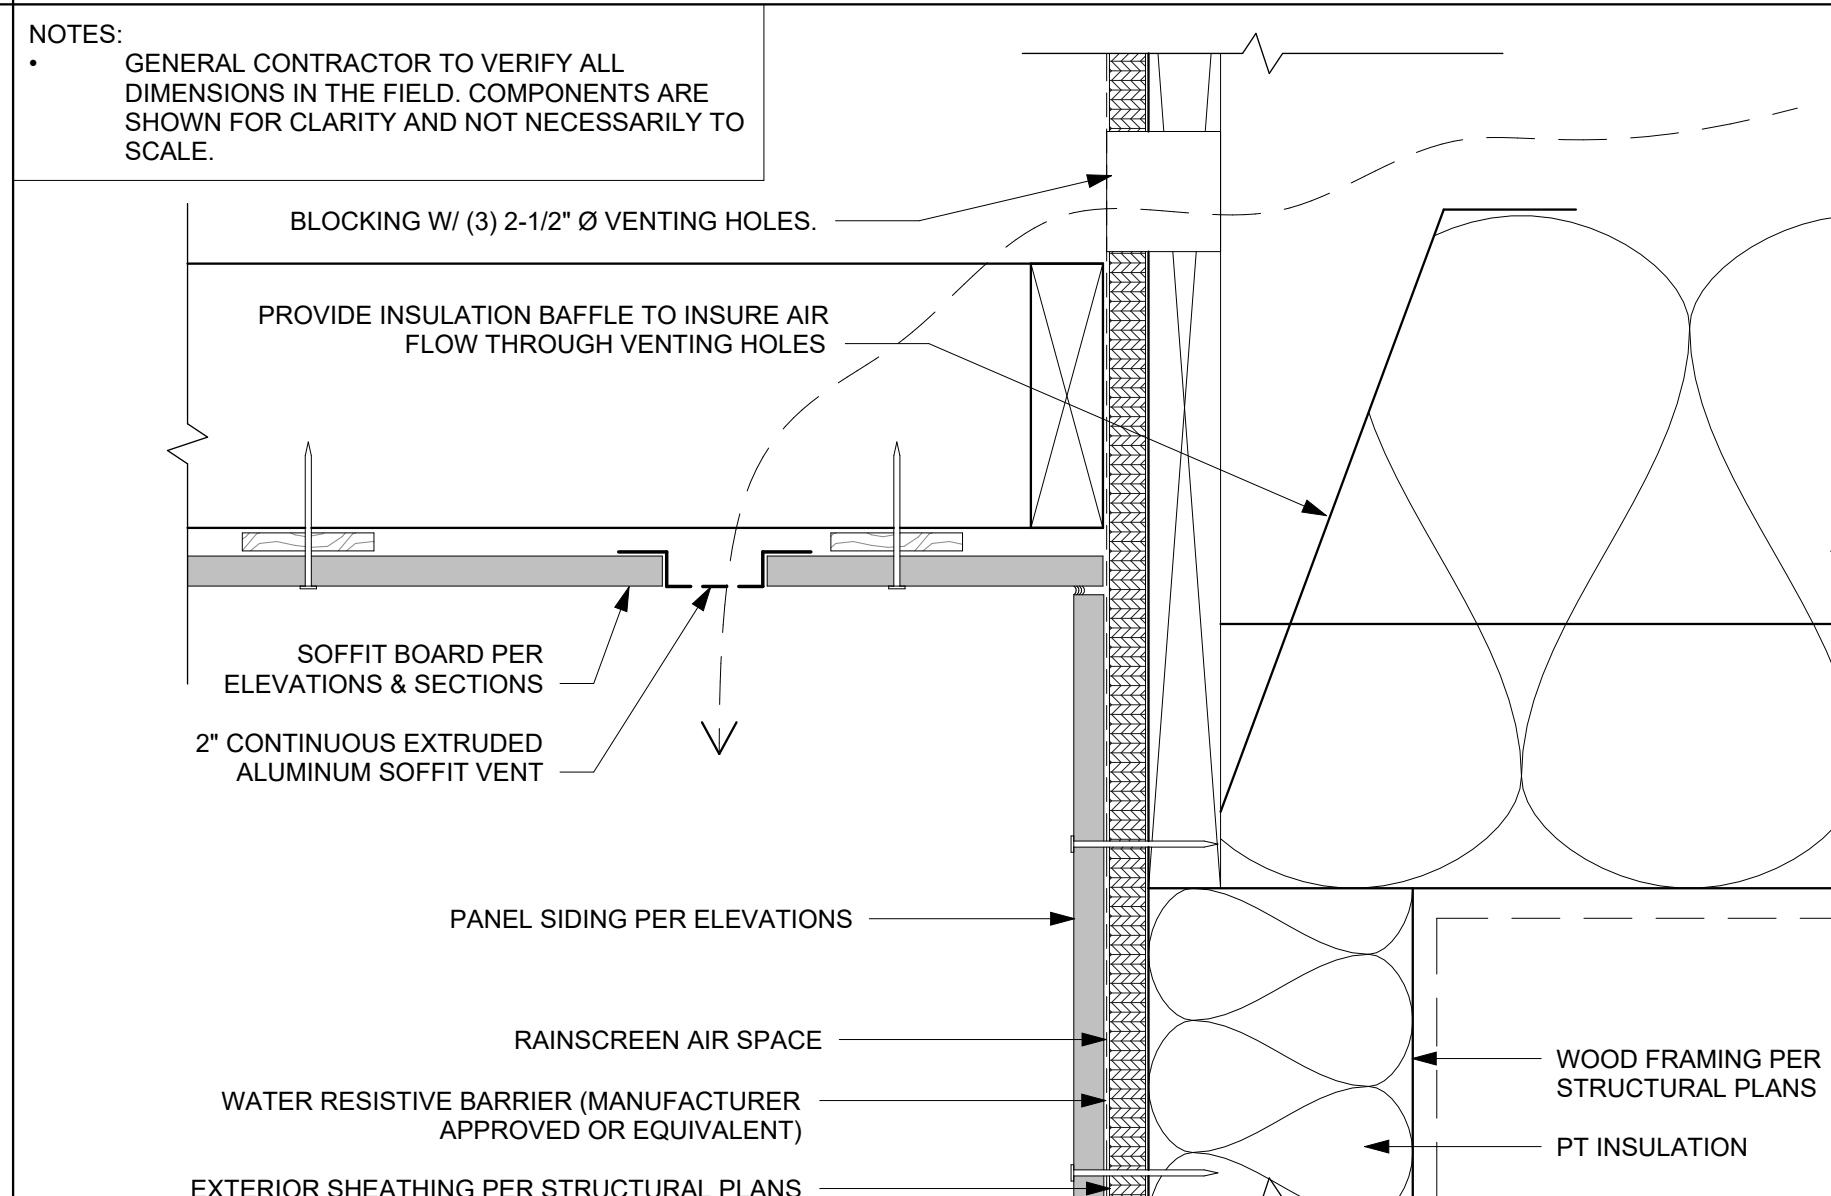 NOTES:
• GENERAL CONTRACTOR TO VERIFY ALL
DIMENSIONS IN THE FIELD. COMPONENTS ARE
SHOWN FOR CLARITY AND NOT NECESSARILY TO
SCALE.
BLOCKING W/ (3) 2-1/2" Ø VENTING HOLES.
PROVIDE INSULATION BAFFLE TO INSURE AIR
FLOW THROUGH VENTING HOLES
SOFFIT BOARD PER
ELEVATIONS & SECTIONS
2" CONTINUOUS EXTRUDED
ALUMINUM SOFFIT VENT
PANEL SIDING PER ELEVATIONS
RAINSCREEN AIR SPACE
WATER RESISTIVE BARRIER (MANUFACTURER
APPROVED OR EQUIVALENT)
EXTERIOR SHEATHING PER STRUCTURAL PLANS
WOOD FRAMING PER
STRUCTURAL PLANS
PT INSULATION